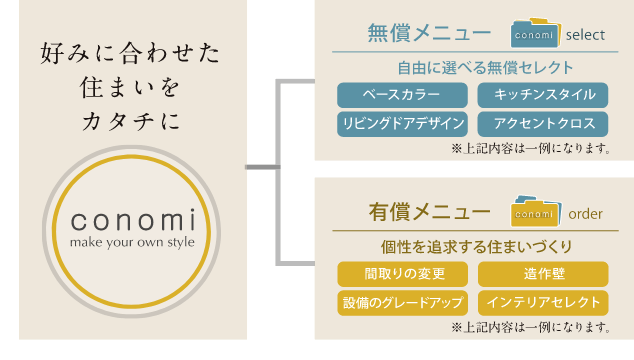 好みに合わせた
住まいを
カタチに
conomi
make your own style
無償メニュー conomi select
自由に選べる無償セレクト
ベースカラー キッチンスタイル
リビングドアデザイン アクセントクロス
※上記内容は一例になります。
有償メニュー conomi order
個性を追求する住まいづくり
間取りの変更 造作壁
設備のグレードアップ インテリアセレクト
※上記内容は一例になります。